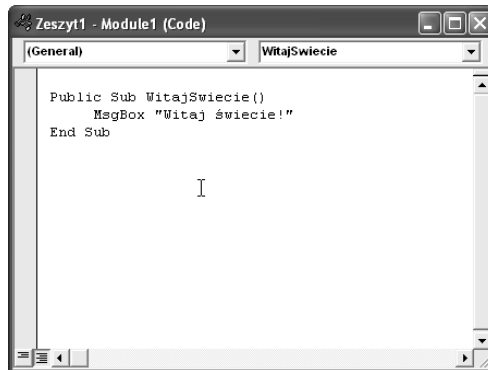 Zeszyt1 - Module1 (Code)
(General) WitajSwiecie
Public Sub WitajSwiecie()
MsgBox "Witaj świecie!"
End Sub